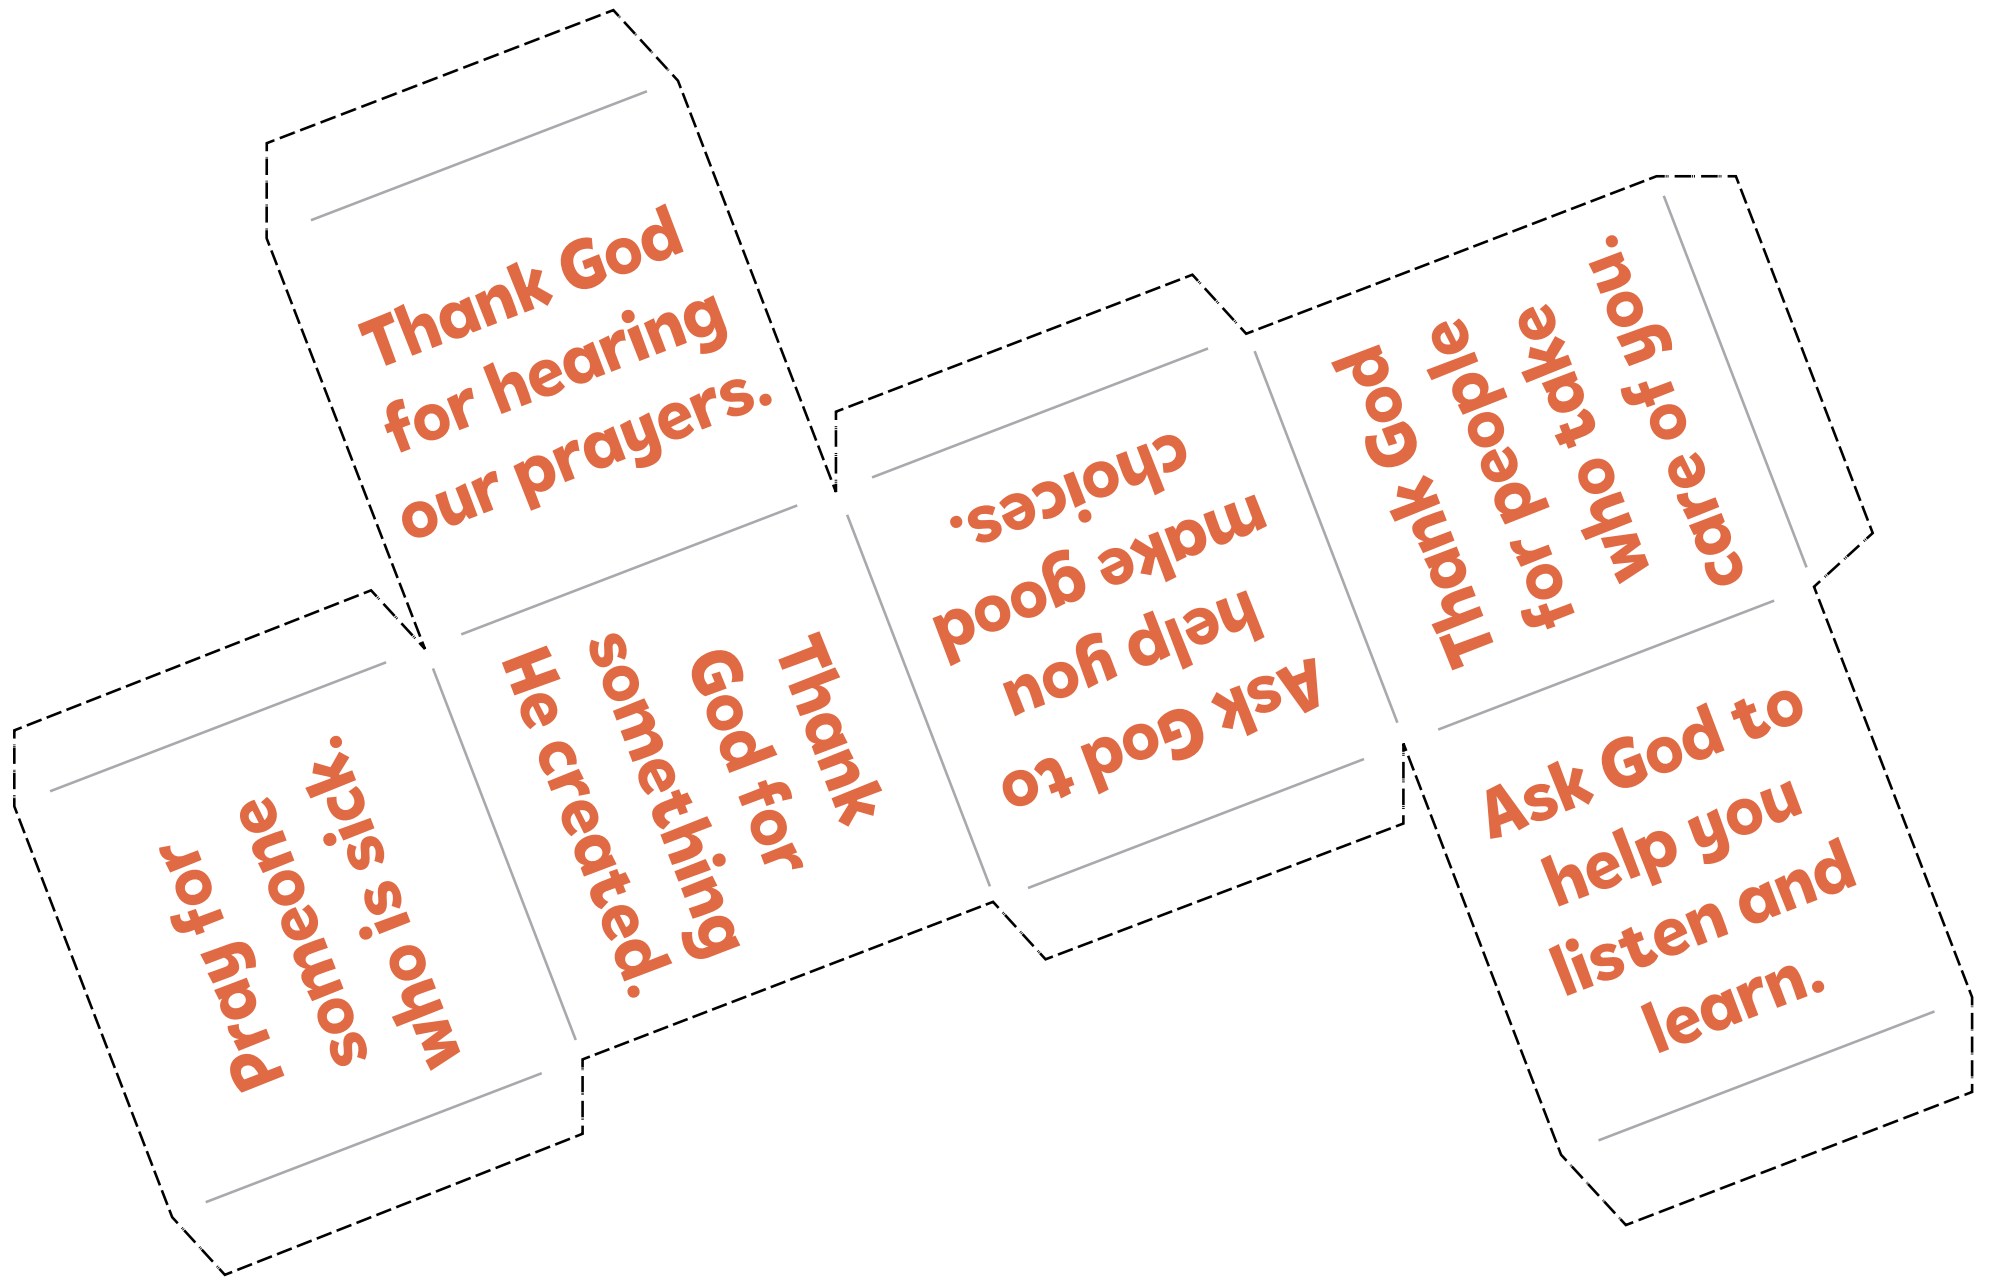 Thank God
for hearing
our prayers.
Pray for
someone
who is sick.
Thank
God for
something
He created.
Ask God to
help you
make good
choices.
Thank God
for people
who take
care of you.
Ask God to
help you
listen and
learn.